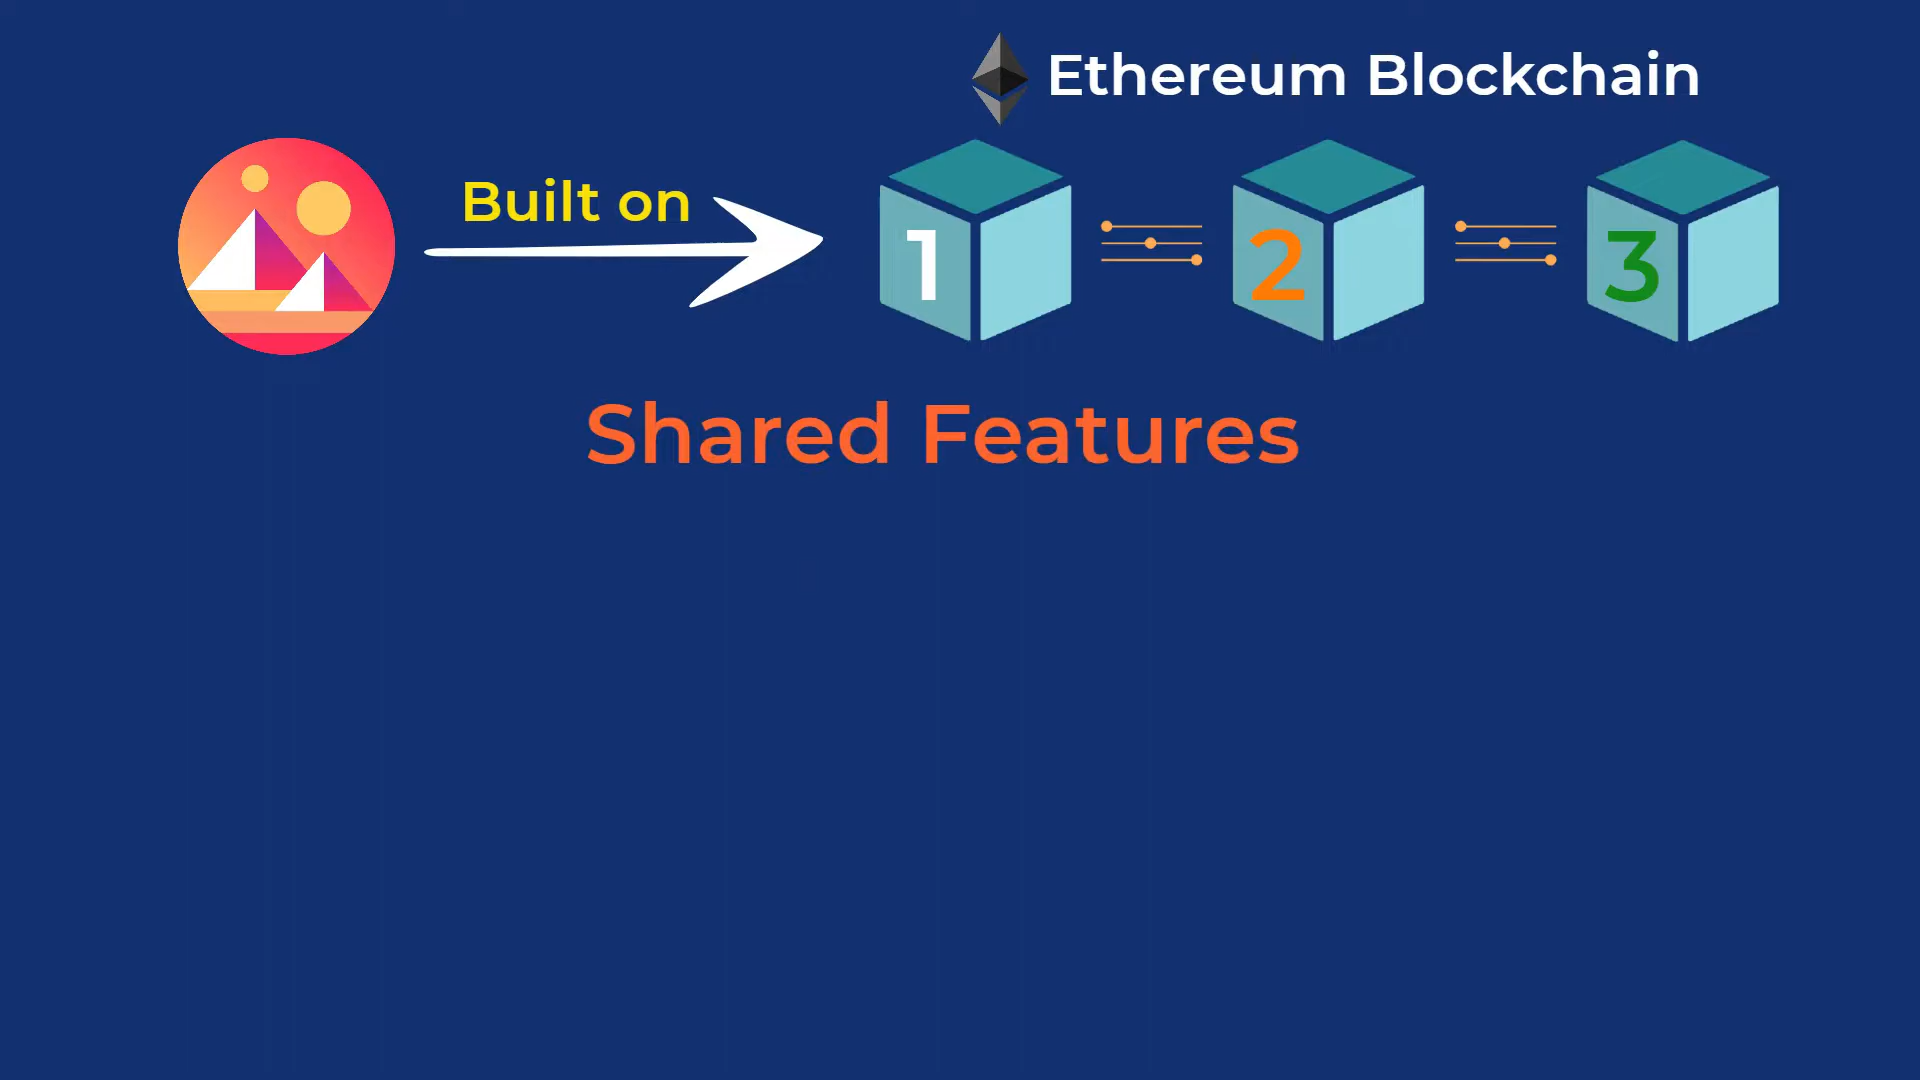 Ethereum Blockchain
Built on
1
2
3
Shared Features